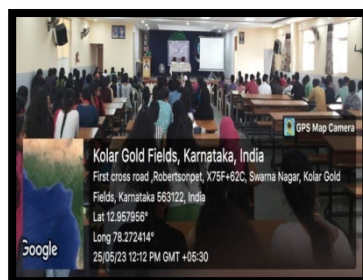 GPS Map Camera
Kolar Gold Fields, Karnataka, India
First cross road ,Robertsonpet, X75F+62C, Swarna Nagar, Kolar Gold
Fields, Karnataka 563122, India
Lat 12.957956°
Long 78.272414°
25/05/23 12:12 PM GMT +05:30
Google